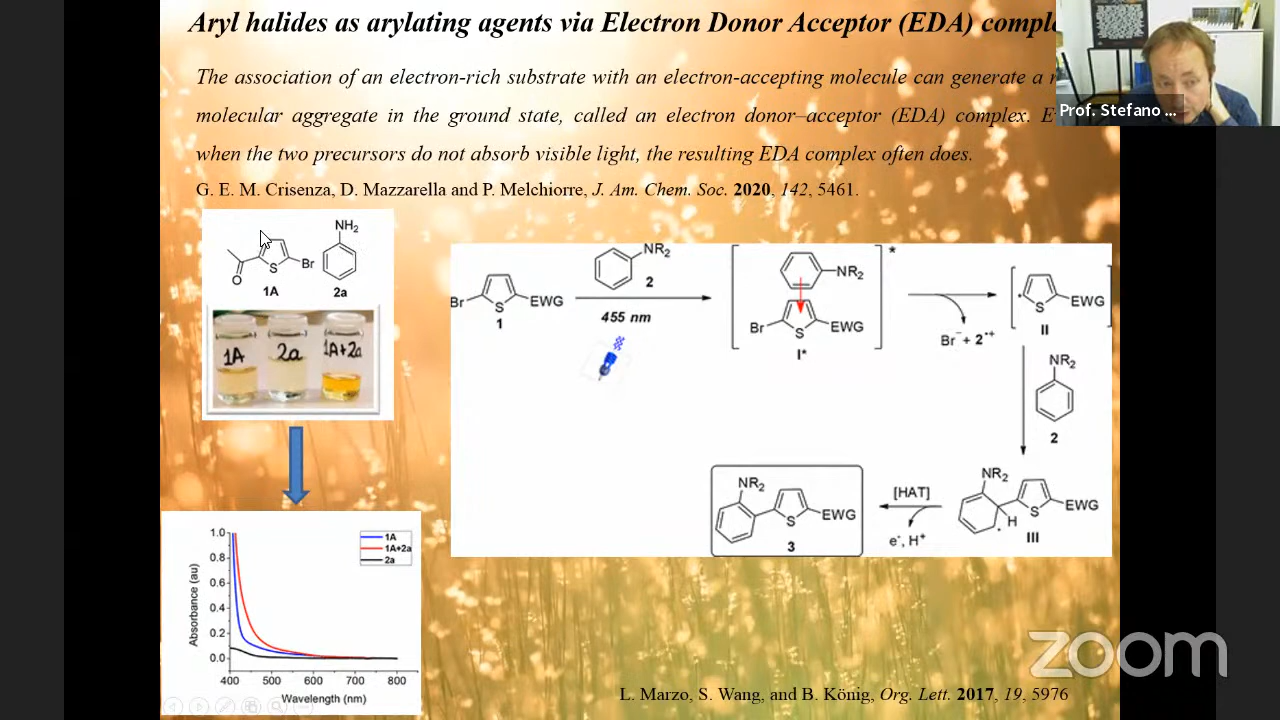 Aryl halides as arylating agents via Electron Donor Acceptor (EDA)
The association of an electron-rich substrate with an electron-accepting molecule can generate a
molecular aggregate in the ground state, called an electron donor–acceptor (EDA) complex.
when the two precursors do not absorb visible light, the resulting EDA complex often does.
G. E. M. Crisenza, D. Mazzarella and P. Melchiorre, J. Am. Chem. Soc. 2020, 142, 5461.
Prof. Stefano ...
NH2
S
Br
O
1A
2a
1A
2a
1A+2a
Br
S
EWG
1
NR2
2
455 nm
NR2
Br
S
EWG
I*
*
Br- + 2•+
S
EWG
II
NR2
2
NR2
S
EWG
H
III
[HAT]
e-, H+
NR2
S
EWG
3
1A
1A+2a
2a
Absorbance (au)
1.0
0.8
0.6
0.4
0.2
0.0
400
500
600
700
800
Wavelength (nm)
L. Marzo, S. Wang, and B. König, Org. Lett. 2017, 19, 5976
zoom